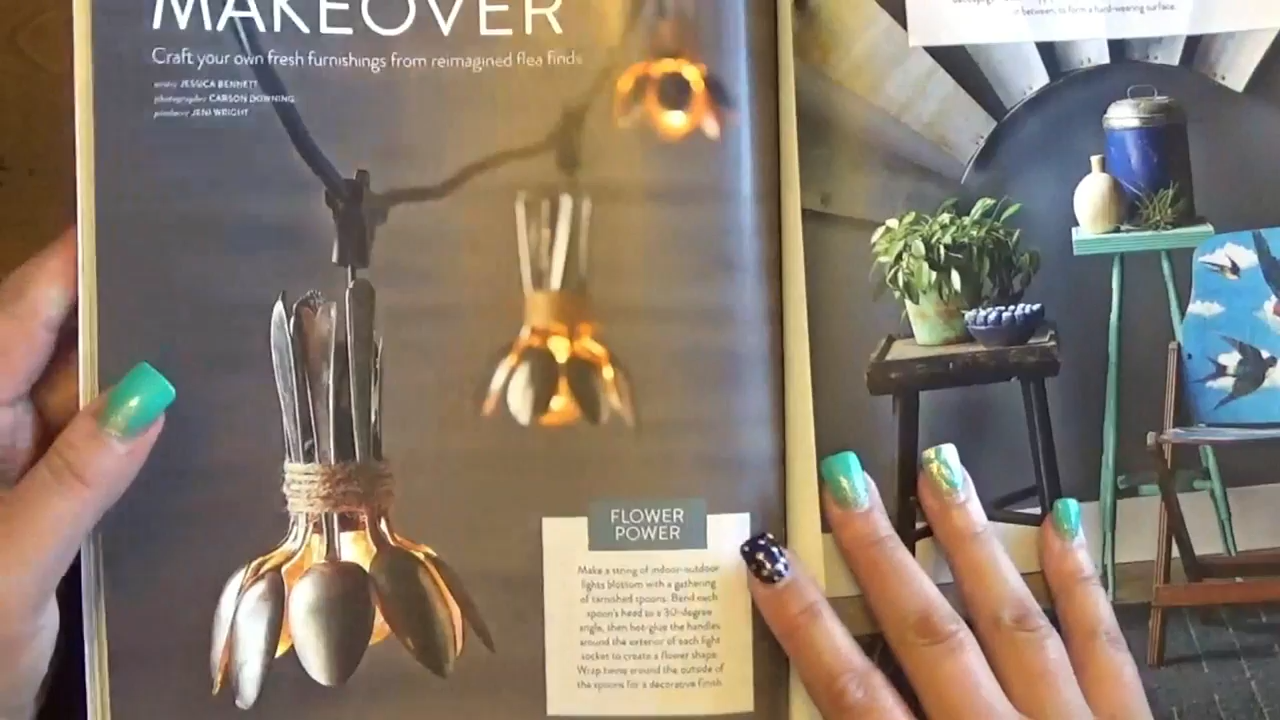 MAKEOVER
Craft your own fresh furnishings from reimagined flea finds
JESSICA BENNETT
photographer CARSON DOWNING
producer JENI WRIGHT
FLOWER
POWER
Make a string of indoor-outdoor
lights blossom with a gathering
of tarnished spoons. Bend each
spoon's head to a 30-degree
angle, then hot-glue the handles
around the exterior of each light
socket to create a flower shape.
Wrap twine around the outside of
the spoons for a decorative finish.
in between, to form a hard-wearing surface.